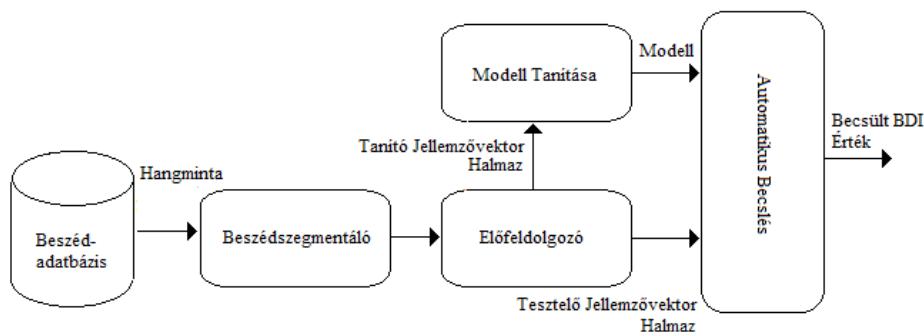 Modell Tanítása
Modell
Automatikus Becslés
Becsült BDI
Érték
Tanító Jellemzővektor
Halmaz
Hangminta
Beszéd-
adatbázis
Beszédszegmentáló
Előfeldolgozó
Tesztelő Jellemzővektor
Halmaz